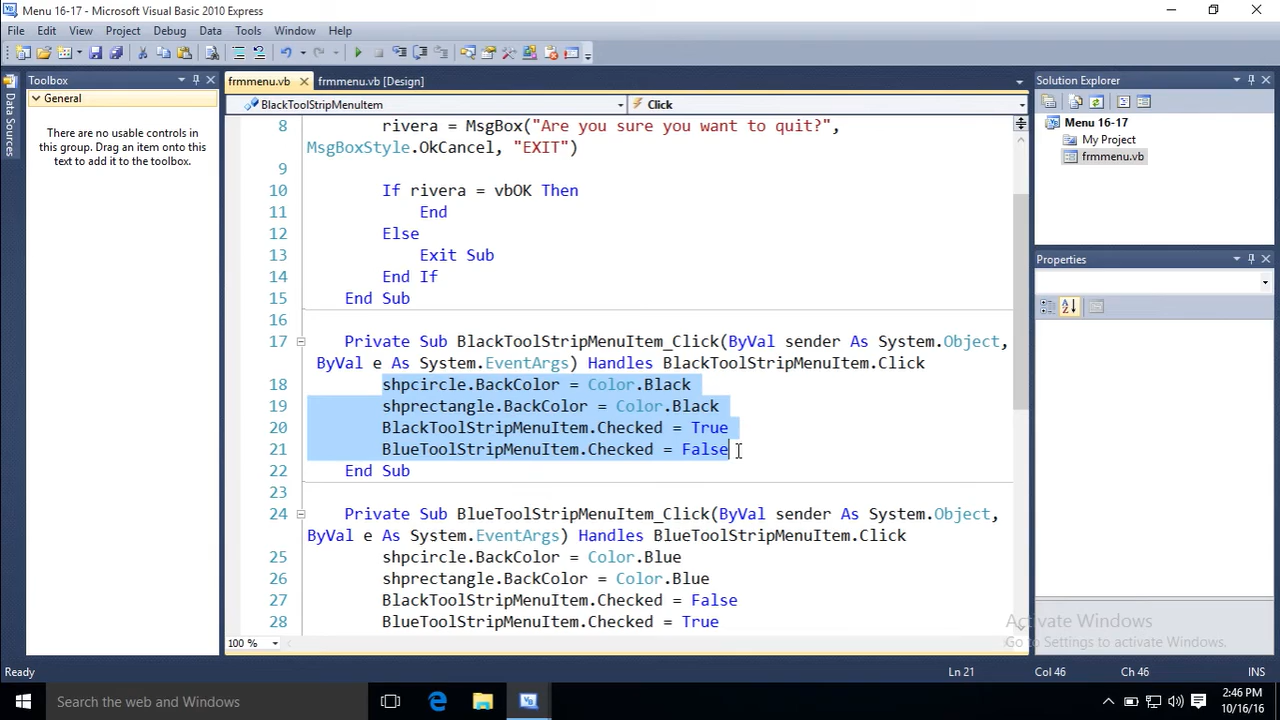 Menu 16-17 - Microsoft Visual Basic 2010 Express
File Edit View Project Debug Data Tools Window Help
Toolbox
General
There are no usable controls in
this group. Drag an item onto this
text to add it to the toolbox.
Data Sources
frmmenu.vb frmmenu.vb [Design]
BlackToolStripMenuItem Click
8 rivera = MsgBox("Are you sure you want to quit?",
MsgBoxStyle.OkCancel, "EXIT")
9
10 If rivera = vbOK Then
11 End
12 Else
13 Exit Sub
14 End If
15 End Sub
16
17 Private Sub BlackToolStripMenuItem_Click(ByVal sender As System.Object,
ByVal e As System.EventArgs) Handles BlackToolStripMenuItem.Click
18 shpcircle.BackColor = Color.Black
19 shprectangle.BackColor = Color.Black
20 BlackToolStripMenuItem.Checked = True
21 BlueToolStripMenuItem.Checked = False
22 End Sub
23
24 Private Sub BlueToolStripMenuItem_Click(ByVal sender As System.Object,
ByVal e As System.EventArgs) Handles BlueToolStripMenuItem.Click
25 shpcircle.BackColor = Color.Blue
26 shprectangle.BackColor = Color.Blue
27 BlackToolStripMenuItem.Checked = False
28 BlueToolStripMenuItem.Checked = True
100 %
Solution Explorer
Menu 16-17
My Project
frmmenu.vb
Properties
Activate Windows
Go to Settings to activate Windows.
Ready Ln 21 Col 46 Ch 46 INS
Search the web and Windows
2:46 PM
10/16/16